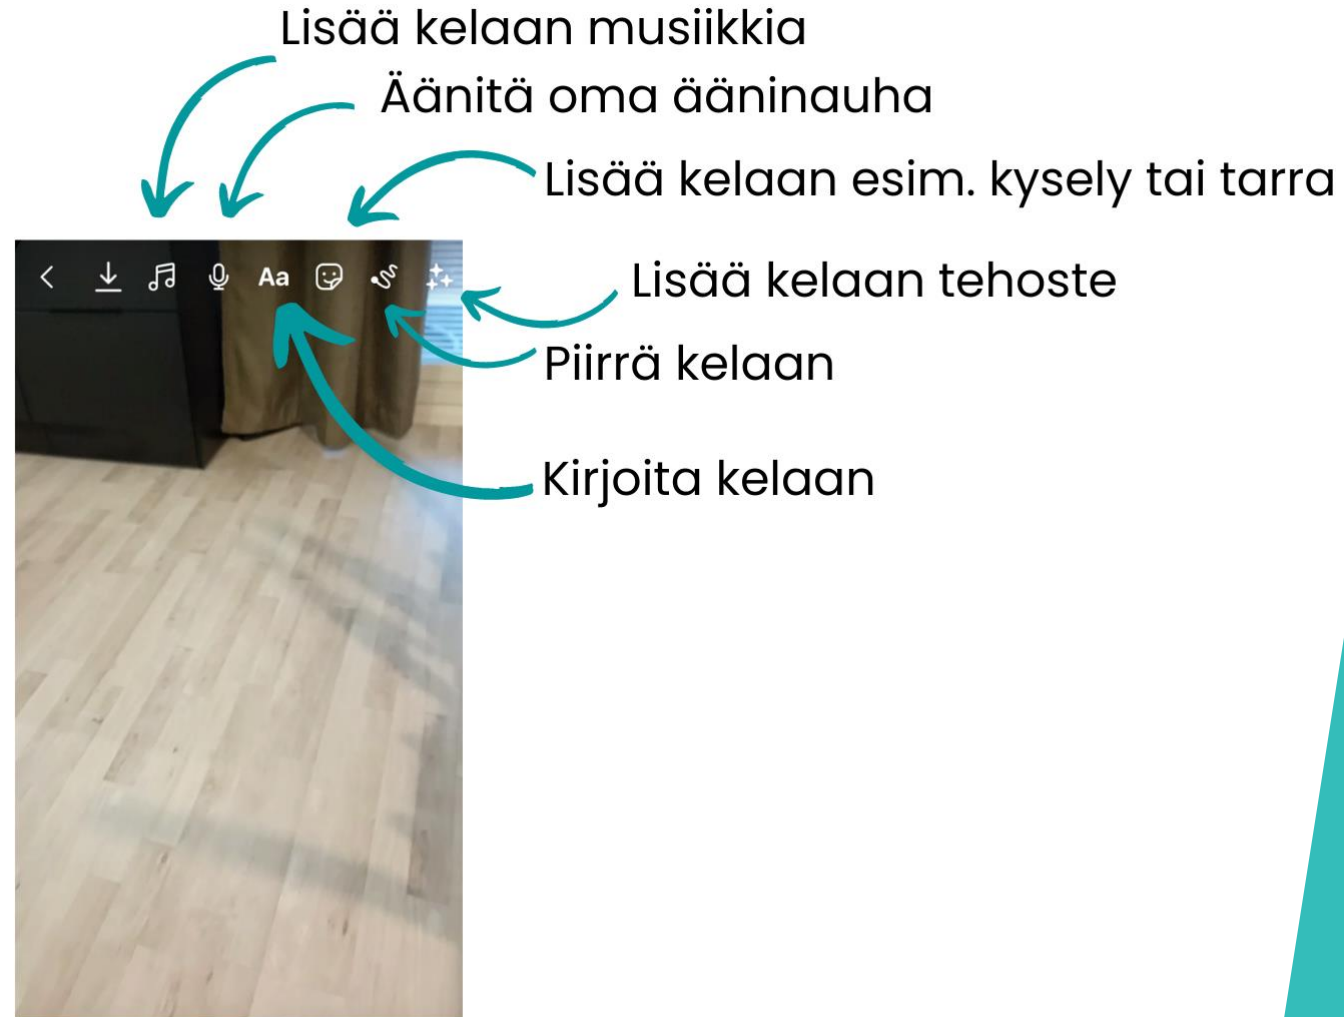 Lisää kelaan musiikkia
Äänitä oma ääninauha
Lisää kelaan esim. kysely tai tarra
Aa
Lisää kelaan tehoste
Piirrä kelaan
Kirjoita kelaan